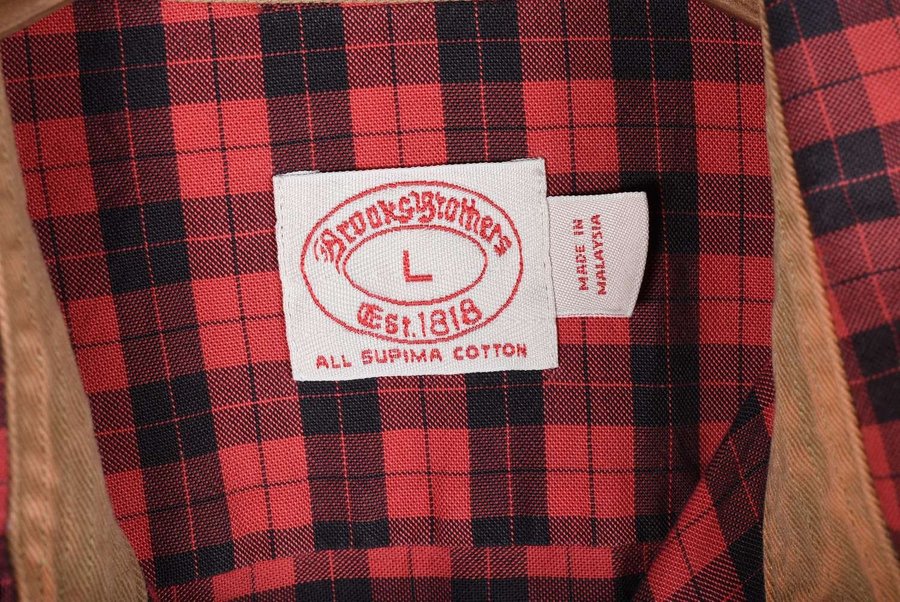 Brooks Brothers
L
Est. 1818
ALL SUPIMA COTTON
MADE IN
MALAYSIA